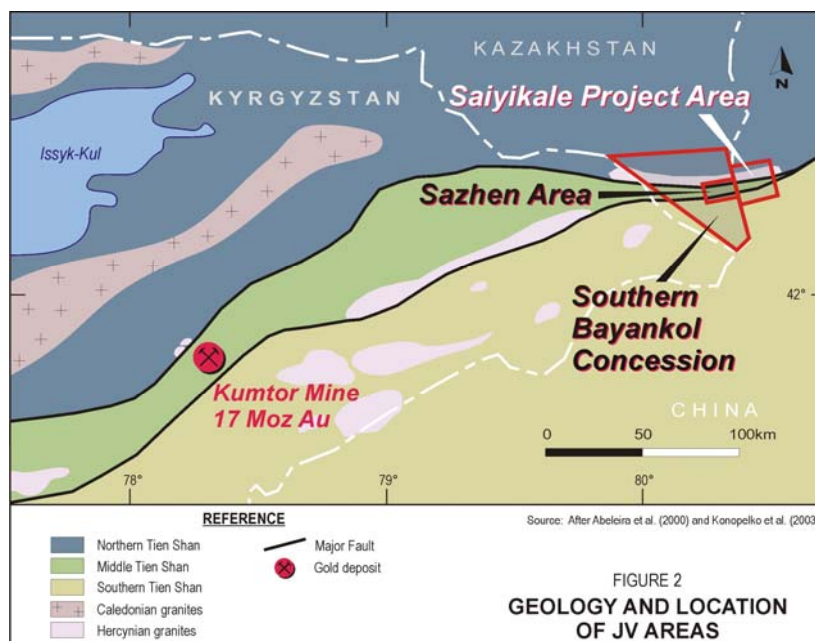 KAZAKHSTAN
KYRGYZSTAN
N
Saiyikale Project Area
Issyk-Kul
Sazhen Area
42°
Southern
Bayankol
Concession
Kumtor Mine
17 Moz Au
CHINA
0 50 100km
78° 79° 80°
REFERENCE
Source: After Abeleira et al. (2000) and Konopelko et al. (2003
Northern Tien Shan
Middle Tien Shan
Southern Tien Shan
Caledonian granites
Hercynian granites
Major Fault
Gold deposit
FIGURE 2
GEOLOGY AND LOCATION
OF JV AREAS